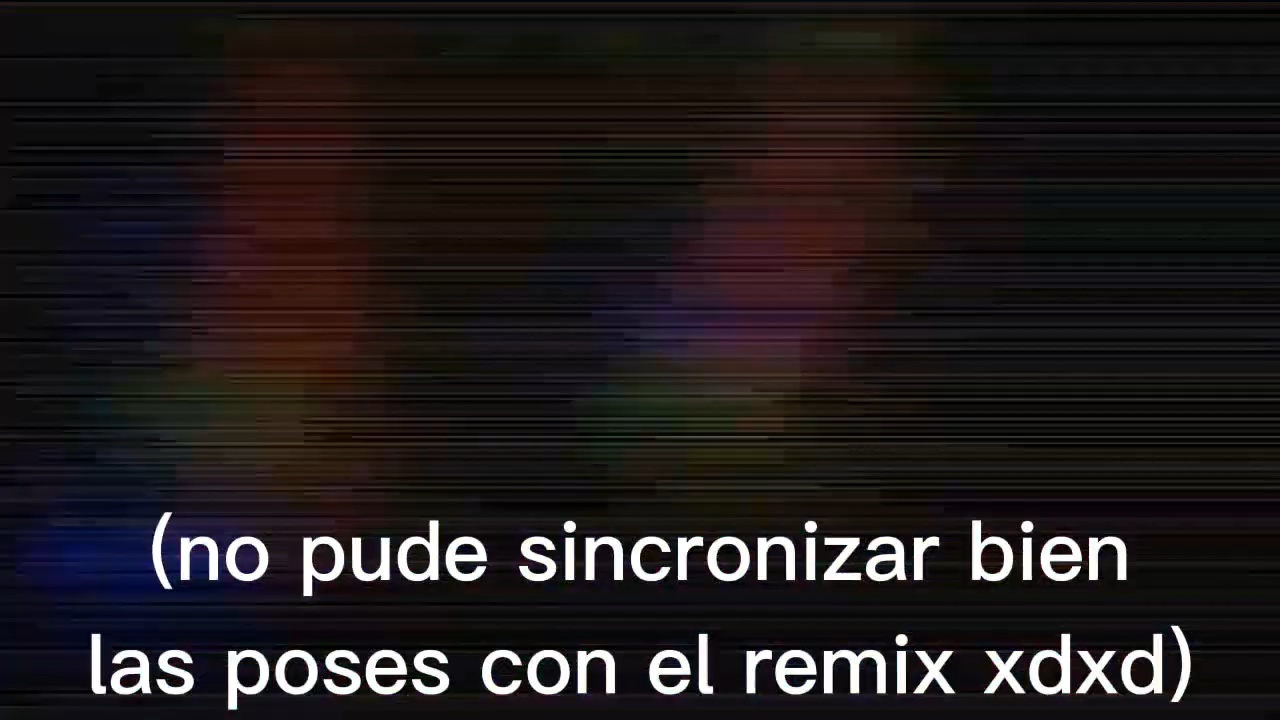 (no pude sincronizar bien
las poses con el remix xdxd)